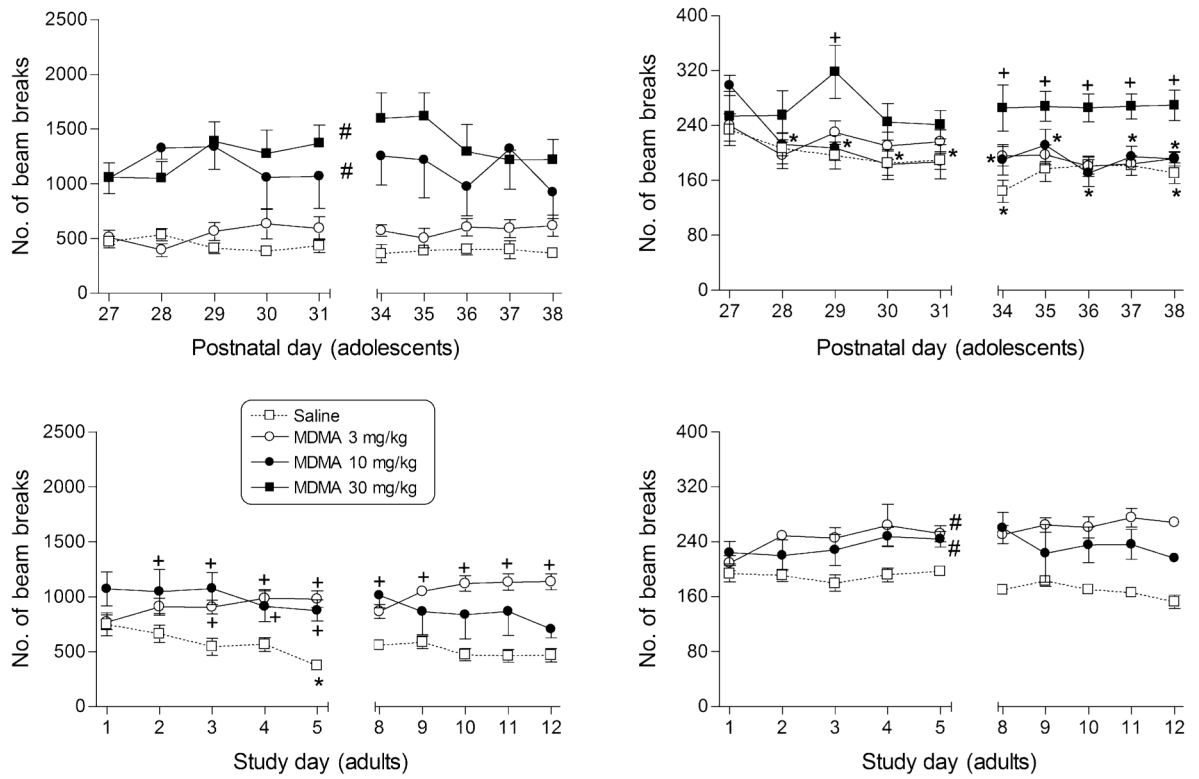 2500
2000
1500
1000
500
0
No. of beam breaks
#
#
27 28 29 30 31 34 35 36 37 38
Postnatal day (adolescents)
400
320
240
160
80
0
No. of beam breaks
+
* * * *
+ + + + +
* * * *
* * *
27 28 29 30 31 34 35 36 37 38
Postnatal day (adolescents)
Saline
MDMA 3 mg/kg
MDMA 10 mg/kg
MDMA 30 mg/kg
2500
2000
1500
1000
500
0
No. of beam breaks
+ + + + + + + + +
+ + +
*
1 2 3 4 5 8 9 10 11 12
Study day (adults)
400
320
240
160
80
0
No. of beam breaks
#
#
1 2 3 4 5 8 9 10 11 12
Study day (adults)